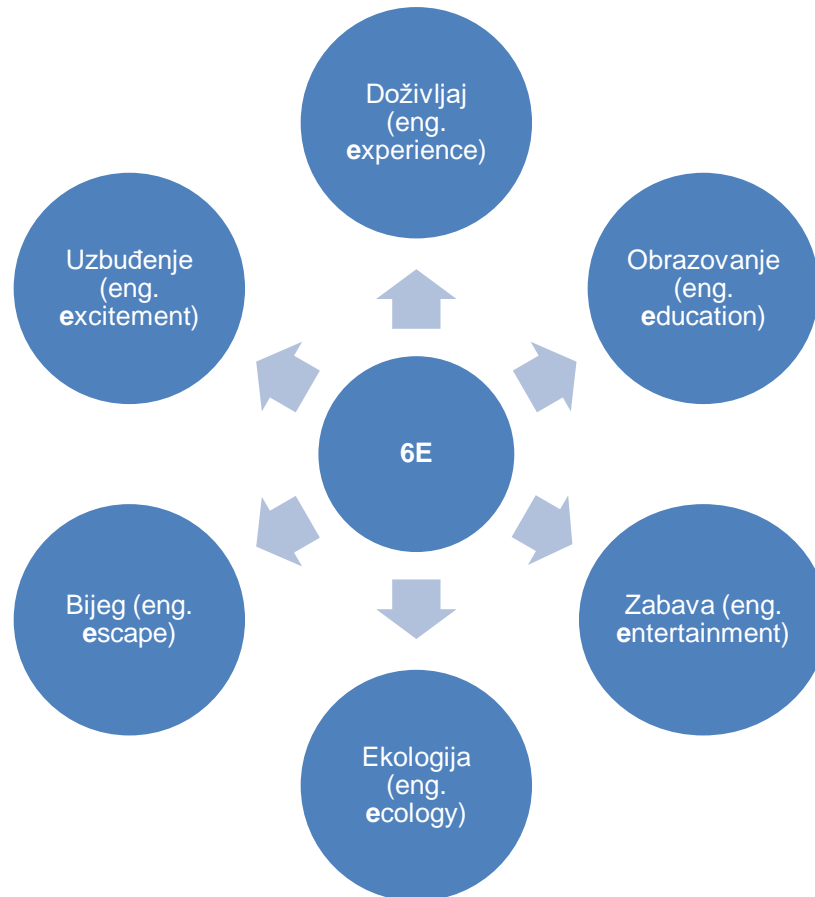 Doživljaj
(eng.
experience)
Obrazovanje
(eng.
education)
Zabava (eng.
entertainment)
Ekologija
(eng.
ecology)
Bijeg (eng.
escape)
Uzbuđenje
(eng.
excitement)
6E